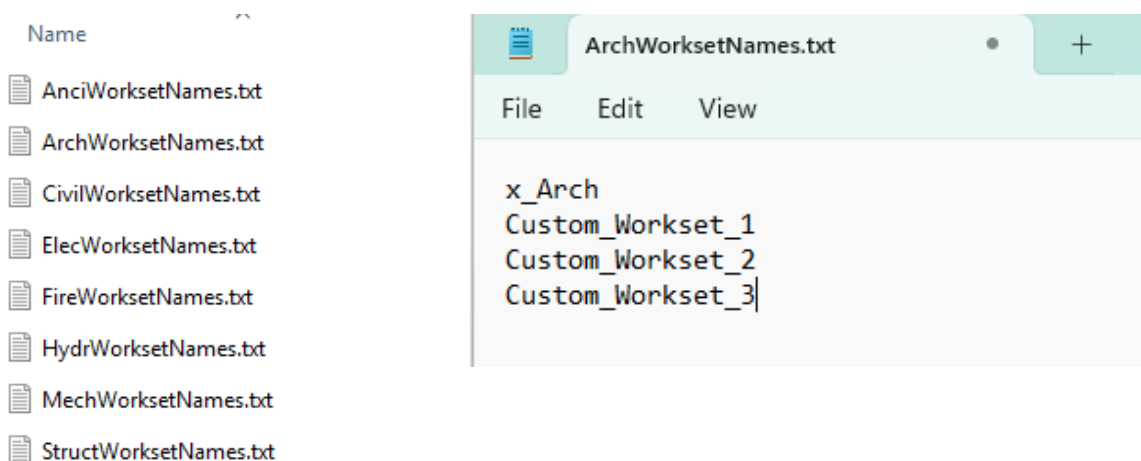 Name
AnciWorksetNames.txt
ArchWorksetNames.txt
CivilWorksetNames.txt
ElecWorksetNames.txt
FireWorksetNames.txt
HydrWorksetNames.txt
MechWorksetNames.txt
StructWorksetNames.txt
ArchWorksetNames.txt
File Edit View
x_Arch
Custom_Workset_1
Custom_Workset_2
Custom_Workset_3